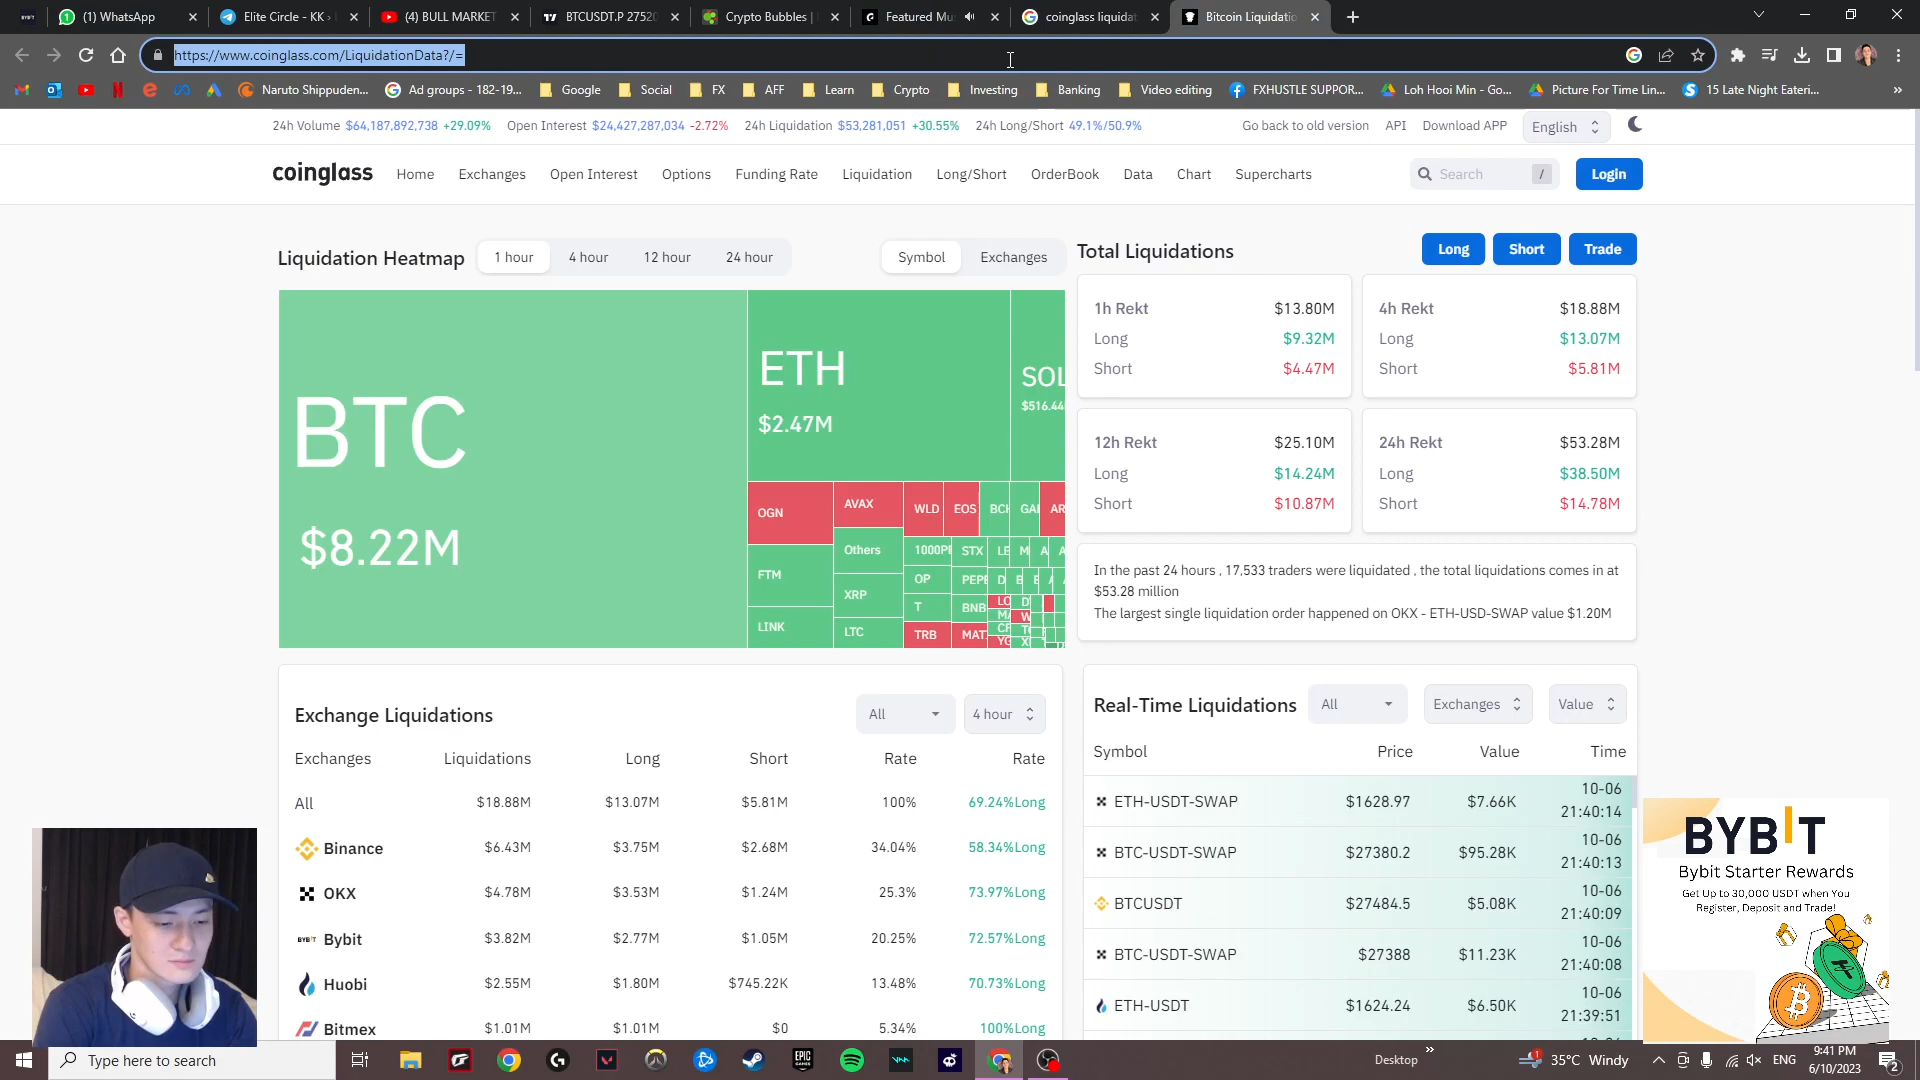 (1) WhatsApp
Elite Circle - KK
(4) BULL MARKET
BTCUSDT.P 2752
Crypto Bubbles |
Featured Mu
coinglass liquidat
Bitcoin Liquidatio
https://www.coinglass.com/LiquidationData?/=
Naruto Shippuden...
Ad groups - 182-19...
Google
Social
FX
AFF
Learn
Crypto
Investing
Banking
Video editing
FXHUSTLE SUPPOR...
Loh Hooi Min - Go...
Picture For Time Lin...
15 Late Night Eateri...
24h Volume $64,187,892,738 +29.09% Open Interest $24,427,287,034 -2.72% 24h Liquidation $53,281,051 +30.55% 24h Long/Short 49.1%/50.9%
Go back to old version API Download APP English
coinglass Home Exchanges Open Interest Options Funding Rate Liquidation Long/Short OrderBook Data Chart Supercharts Search / Login
Liquidation Heatmap 1 hour 4 hour 12 hour 24 hour Symbol Exchanges
BTC
$8.22M
ETH
$2.47M
SOL
$516.44
OGN
FTM
LINK
AVAX
Others
XRP
LTC
WLD
EOS
BCH
GAL
AR
1000PE
STX
LE
M
A
A
OP
PEPE
D
B
E
T
BNB
TRB
MAT
Total Liquidations Long Short Trade
1h Rekt $13.80M
Long $9.32M
Short $4.47M
4h Rekt $18.88M
Long $13.07M
Short $5.81M
12h Rekt $25.10M
Long $14.24M
Short $10.87M
24h Rekt $53.28M
Long $38.50M
Short $14.78M
In the past 24 hours , 17,533 traders were liquidated , the total liquidations comes in at
$53.28 million
The largest single liquidation order happened on OKX - ETH-USD-SWAP value $1.20M
Exchange Liquidations All 4 hour
Exchanges Liquidations Long Short Rate Rate
All $18.88M $13.07M $5.81M 100% 69.24%Long
Binance $6.43M $3.75M $2.68M 34.04% 58.34%Long
OKX $4.78M $3.53M $1.24M 25.3% 73.97%Long
BYBIT Bybit $3.82M $2.77M $1.05M 20.25% 72.57%Long
Huobi $2.55M $1.80M $745.22K 13.48% 70.73%Long
Bitmex $1.01M $1.01M $0 5.34% 100%Long
Real-Time Liquidations All Exchanges Value
Symbol Price Value Time
ETH-USDT-SWAP $1628.97 $7.66K 10-06
21:40:14
BTC-USDT-SWAP $27380.2 $95.28K 10-06
21:40:13
BTCUSDT $27484.5 $5.08K 10-06
21:40:09
BTC-USDT-SWAP $27388 $11.23K 10-06
21:40:08
ETH-USDT $1624.24 $6.50K 10-06
21:39:51
BYBIT
Bybit Starter Rewards
Get Up to 30,000 USDT when You
Register, Deposit and Trade!
Type here to search
EPIC
GAMES
Desktop
»
1
35°C Windy
ENG
9:41 PM
6/10/2023
2